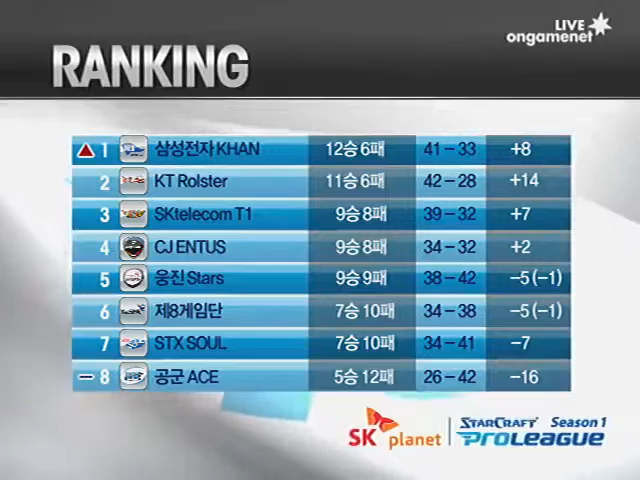 LIVE
ongamenet
RANKING
1 삼성전자 KHAN 12승 6패 41-33 +8
2 KT Rolster 11승 6패 42-28 +14
3 SKtelecom T1 9승 8패 39-32 +7
4 CJ ENTUS 9승 8패 34-32 +2
5 웅진 Stars 9승 9패 38-42 -5(-1)
6 제8게임단 7승 10패 34-38 -5(-1)
7 STX SOUL 7승 10패 34-41 -7
8 공군 ACE 5승 12패 26-42 -16
SK planet
STARCRAFT Season 1
PROLEAGUE